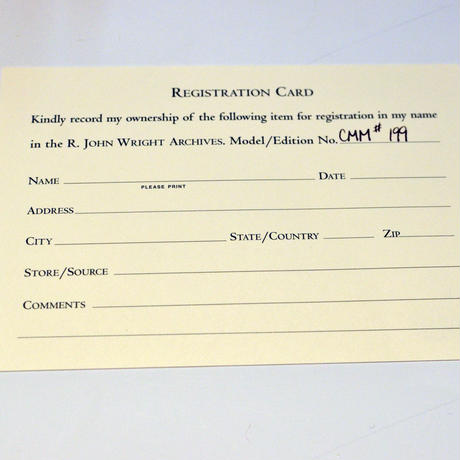 REGISTRATION CARD
Kindly record my ownership of the following item for registration in my name
in the R. JOHN WRIGHT ARCHIVES. Model/Edition No. CMM # 199
NAME DATE
PLEASE PRINT
ADDRESS
CITY STATE/COUNTRY ZIP
STORE/SOURCE
COMMENTS